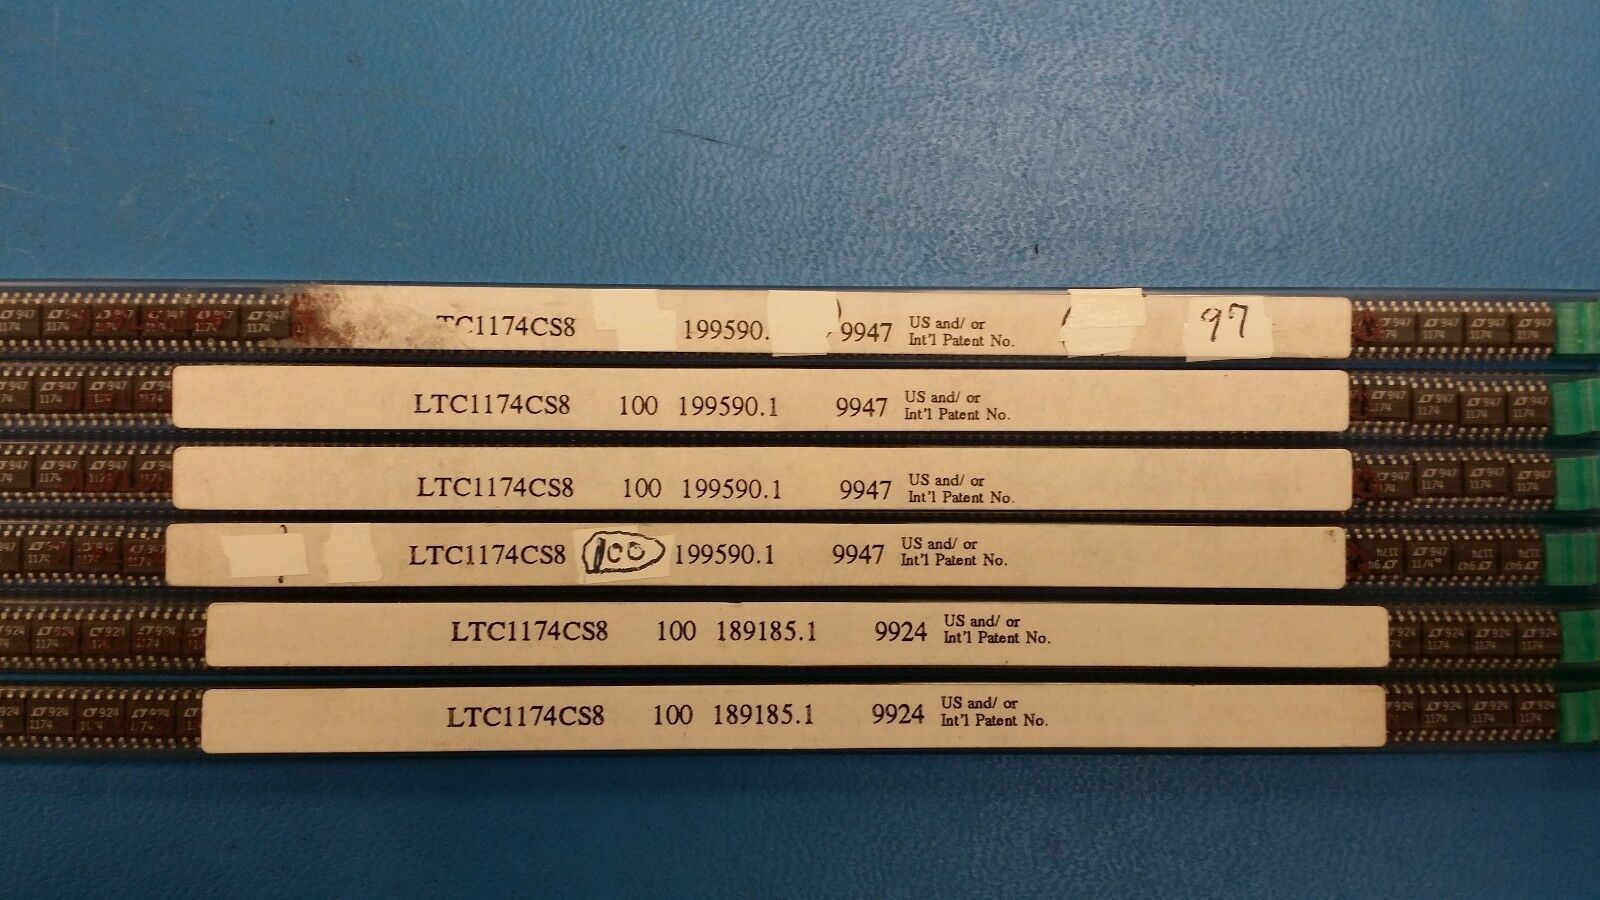 TC1174CS8 199590. 9947 US and/ or
Int'l Patent No.
97
LTC1174CS8 100 199590.1 9947 US and/ or
Int'l Patent No.
LTC1174CS8 100 199590.1 9947 US and/ or
Int'l Patent No.
LTC1174CS8 100 199590.1 9947 US and/ or
Int'l Patent No.
LTC1174CS8 100 189185.1 9924 US and/ or
Int'l Patent No.
LTC1174CS8 100 189185.1 9924 US and/ or
Int'l Patent No.